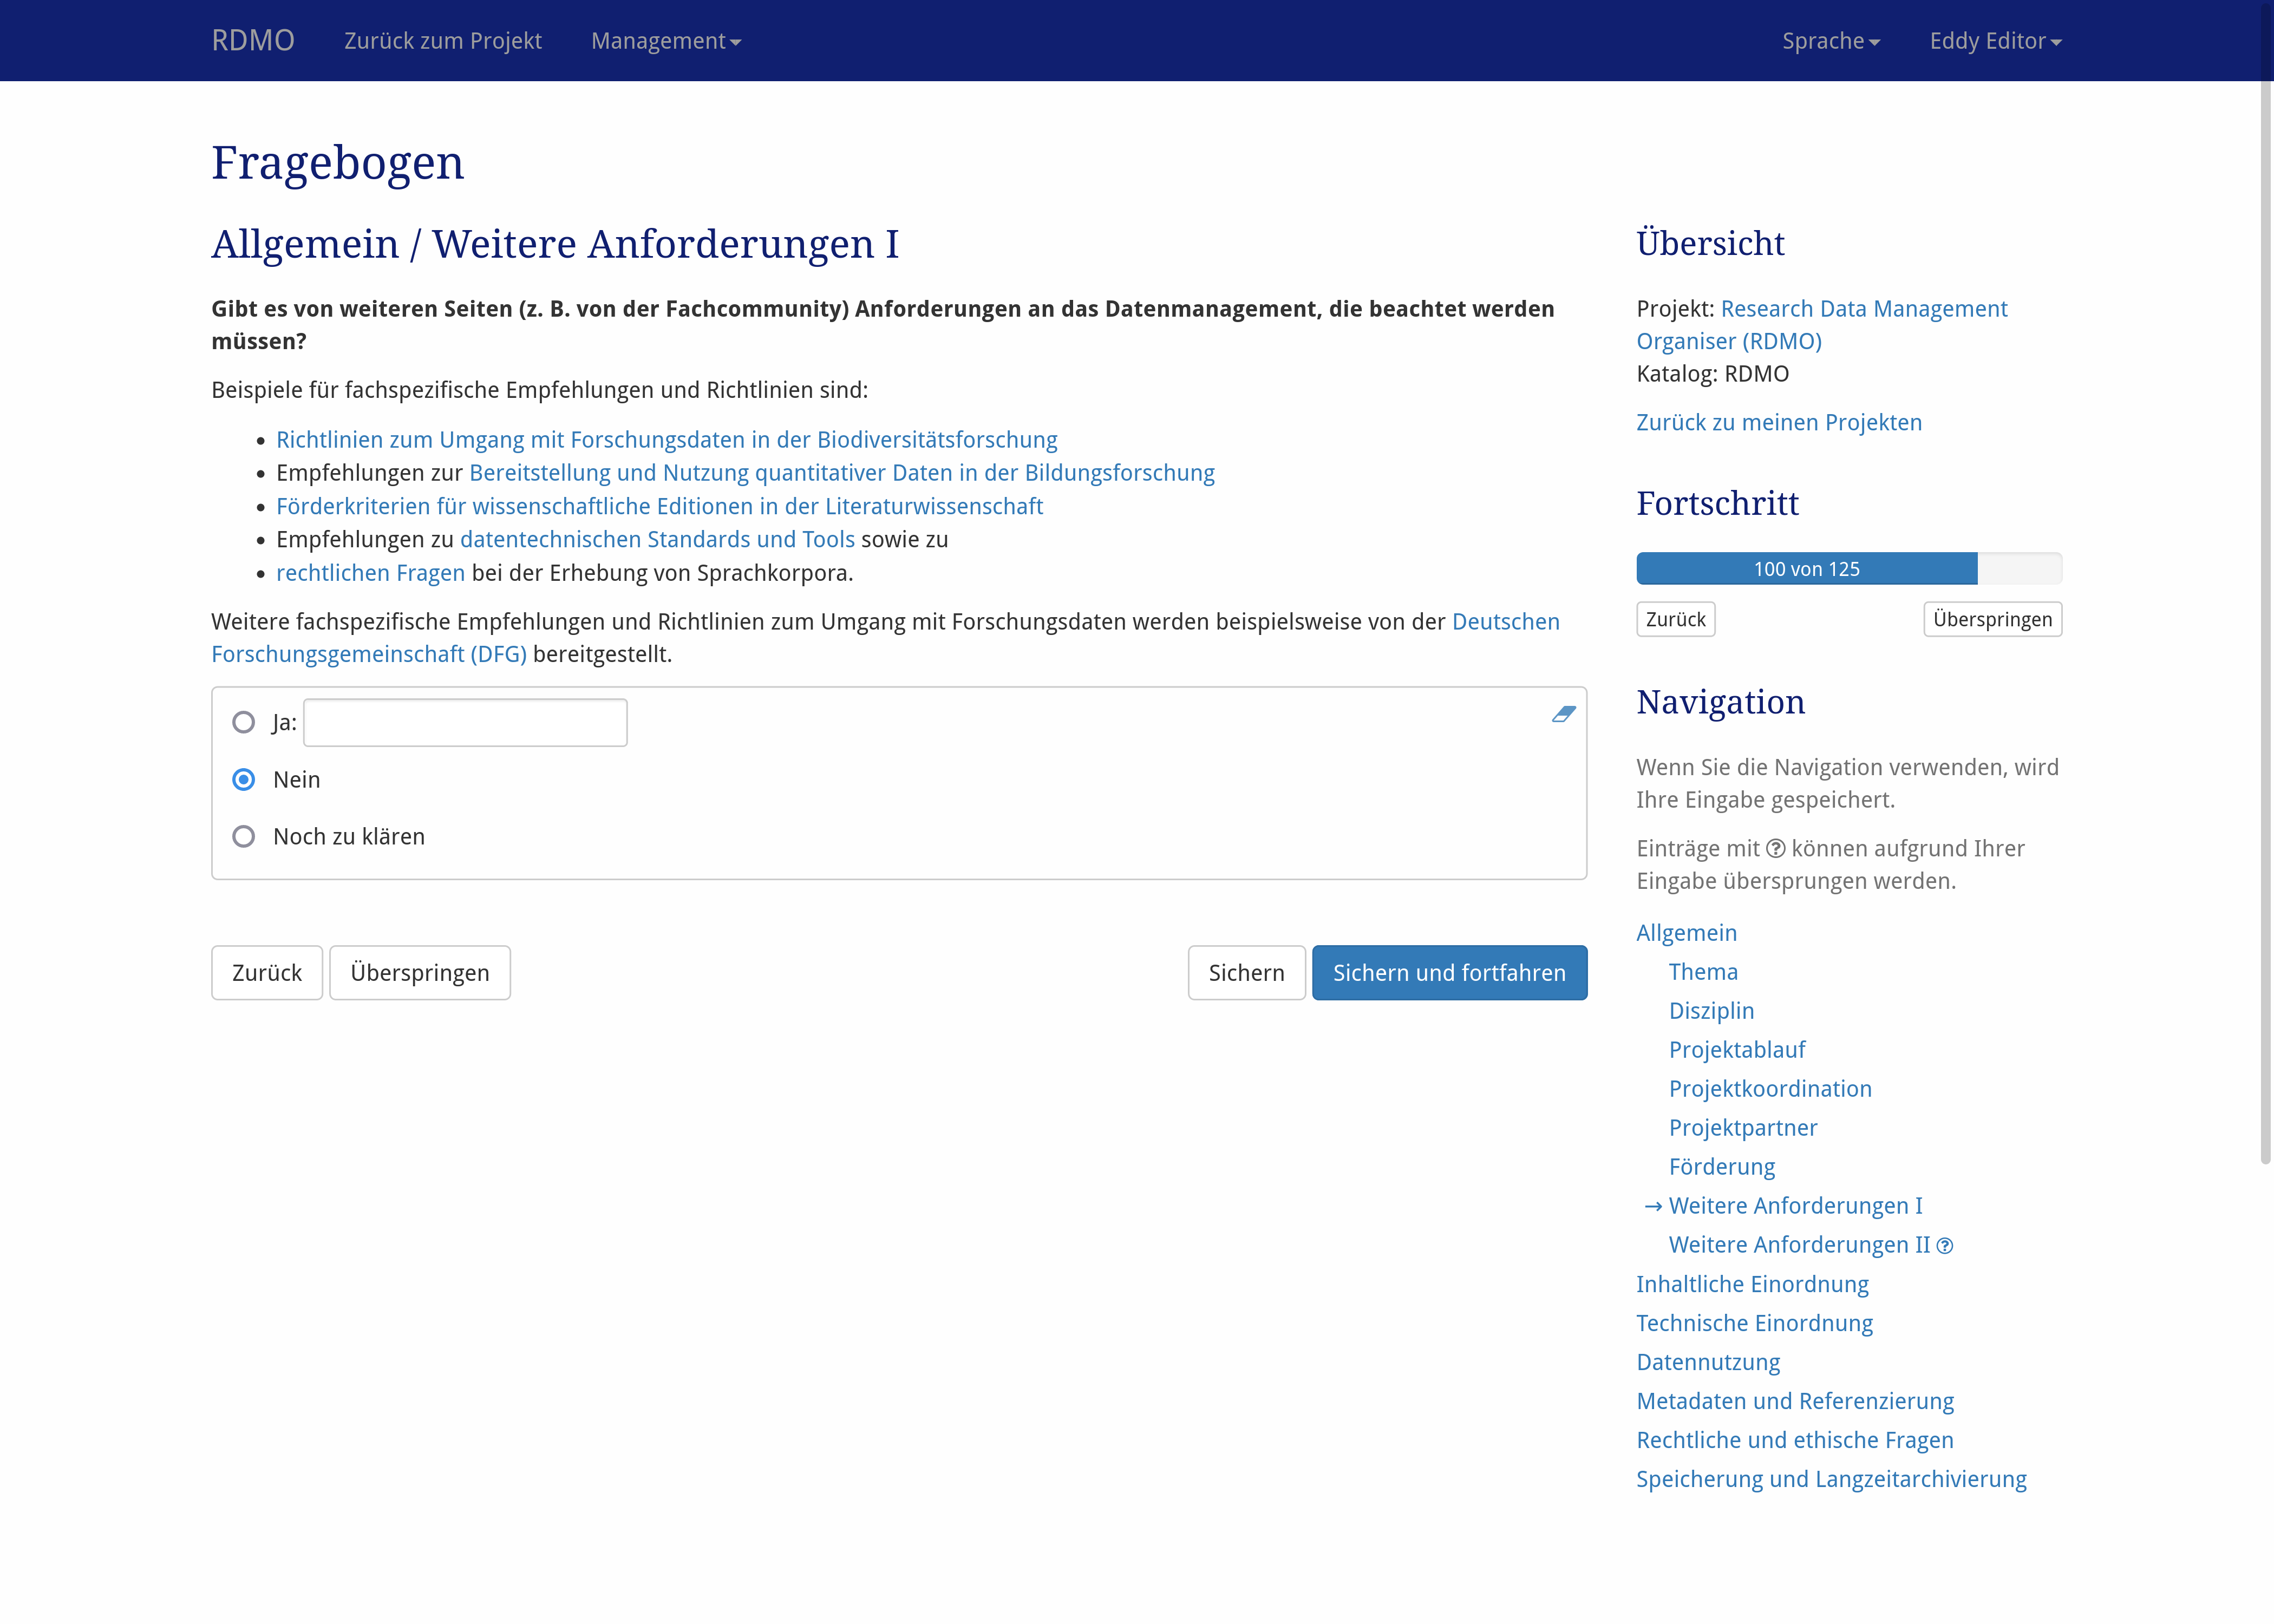 RDMO Zurück zum Projekt Management Sprache Eddy Editor
Fragebogen
Allgemein / Weitere Anforderungen I
Gibt es von weiteren Seiten (z. B. von der Fachcommunity) Anforderungen an das Datenmanagement, die beachtet werden
müssen?
Beispiele für fachspezifische Empfehlungen und Richtlinien sind:
• Richtlinien zum Umgang mit Forschungsdaten in der Biodiversitätsforschung
• Empfehlungen zur Bereitstellung und Nutzung quantitativer Daten in der Bildungsforschung
• Förderkriterien für wissenschaftliche Editionen in der Literaturwissenschaft
• Empfehlungen zu datentechnischen Standards und Tools sowie zu
• rechtlichen Fragen bei der Erhebung von Sprachkorpora.
Weitere fachspezifische Empfehlungen und Richtlinien zum Umgang mit Forschungsdaten werden beispielsweise von der Deutschen
Forschungsgemeinschaft (DFG) bereitgestellt.
Ja:
Nein
Noch zu klären
Zurück Überspringen Sichern Sichern und fortfahren
Übersicht
Projekt: Research Data Management
Organiser (RDMO)
Katalog: RDMO
Zurück zu meinen Projekten
Fortschritt
100 von 125
Zurück Überspringen
Navigation
Wenn Sie die Navigation verwenden, wird
Ihre Eingabe gespeichert.
Einträge mit ? können aufgrund Ihrer
Eingabe übersprungen werden.
Allgemein
Thema
Disziplin
Projektablauf
Projektkoordination
Projektpartner
Förderung
→ Weitere Anforderungen I
Weitere Anforderungen II ?
Inhaltliche Einordnung
Technische Einordnung
Datennutzung
Metadaten und Referenzierung
Rechtliche und ethische Fragen
Speicherung und Langzeitarchivierung